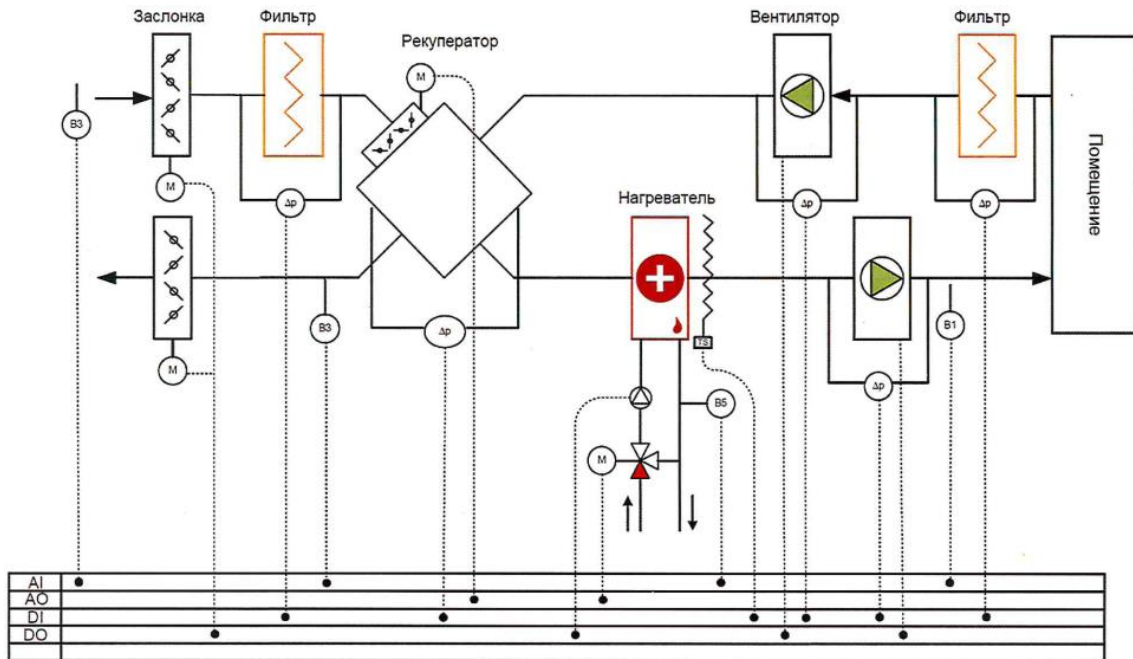 Заслонка
Фильтр
Вентилятор
Фильтр
Рекуператор
M
B3
M
Δp
Δp
Δp
Помещение
Нагреватель
B3
Δp
TS
B1
M
Δp
B5
M
AI
AO
DI
DO